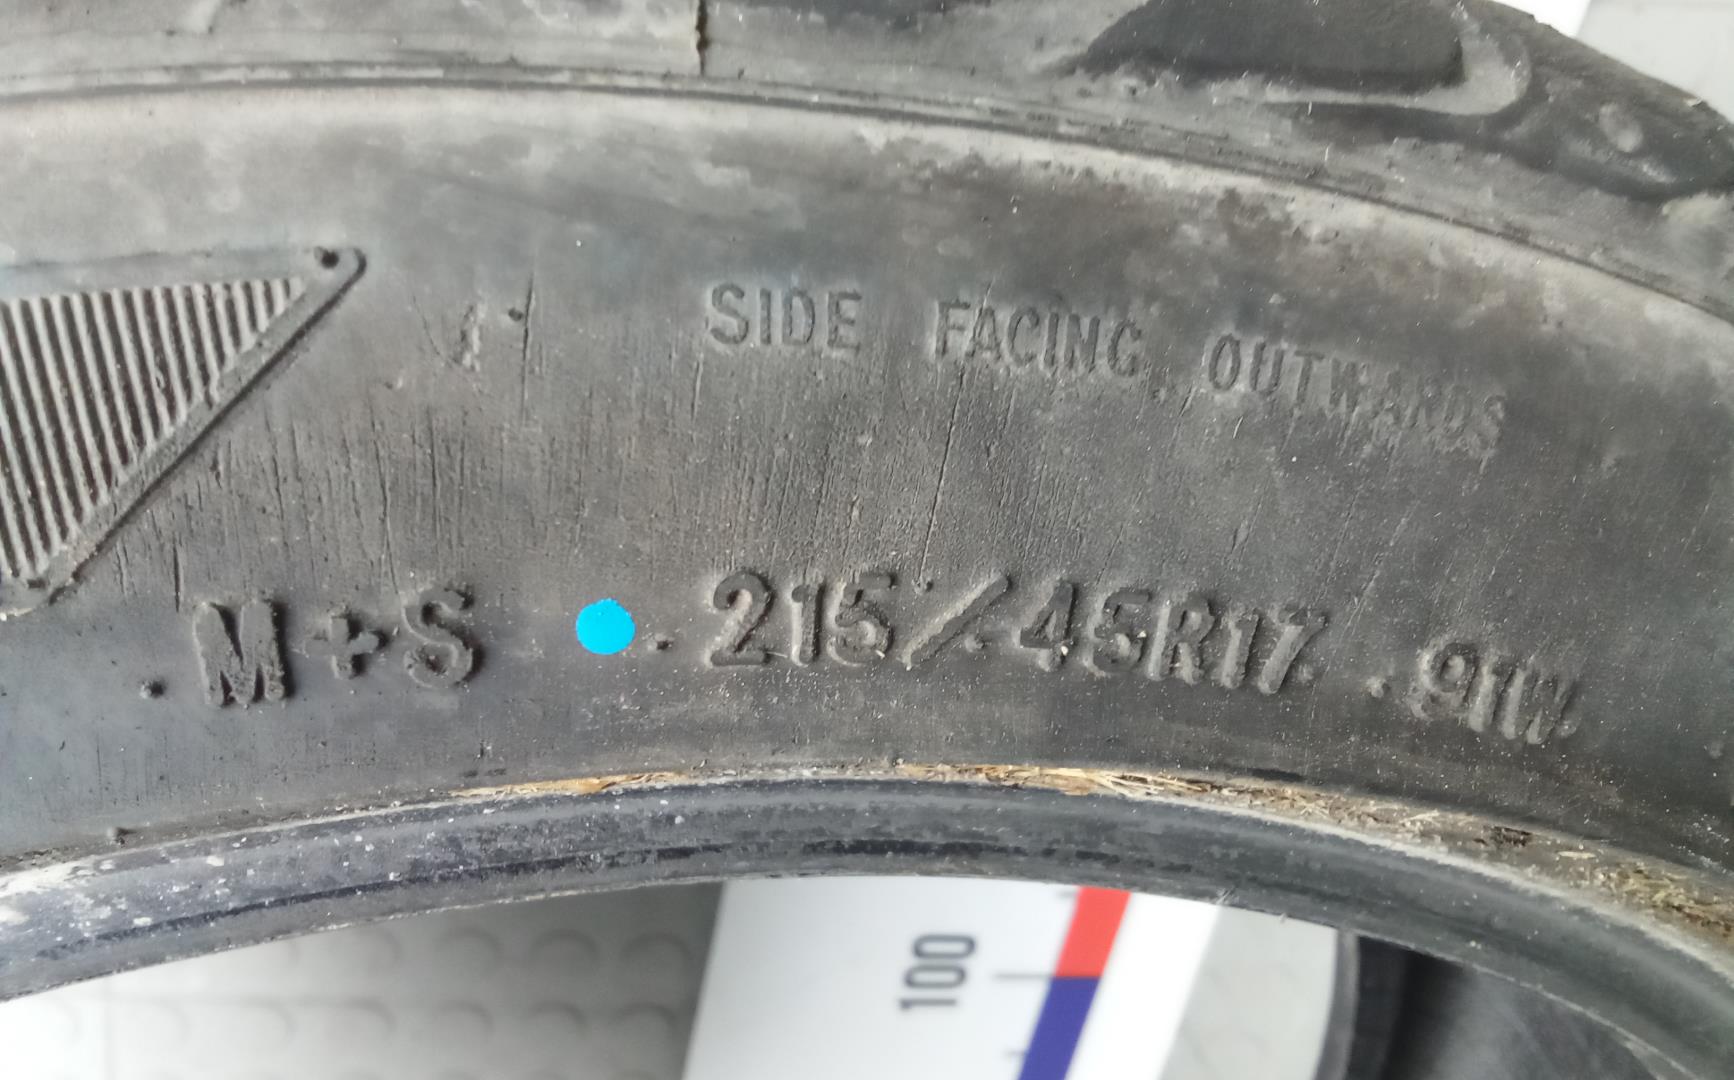 SIDE FACING OUTWARDS
M+S 215/45R17 91W
100